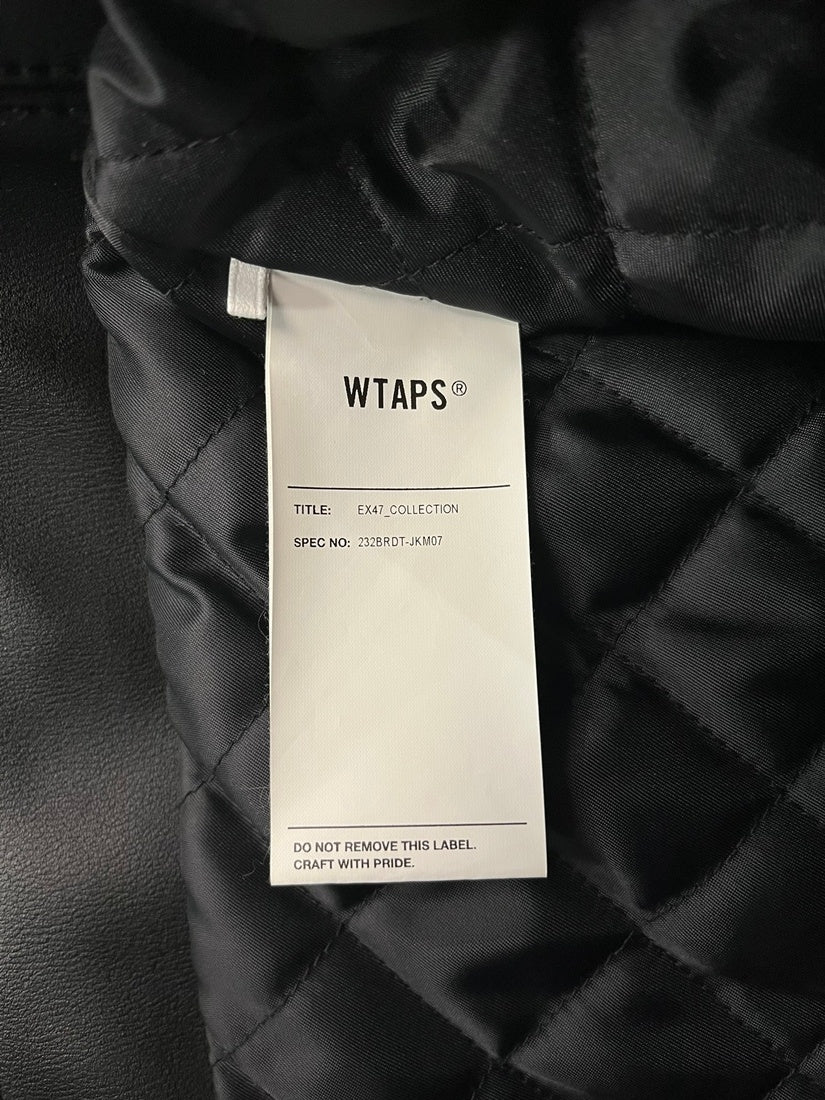 WTAPS®
TITLE: EX47_COLLECTION
SPEC NO: 232BRDT-JKM07
DO NOT REMOVE THIS LABEL.
CRAFT WITH PRIDE.